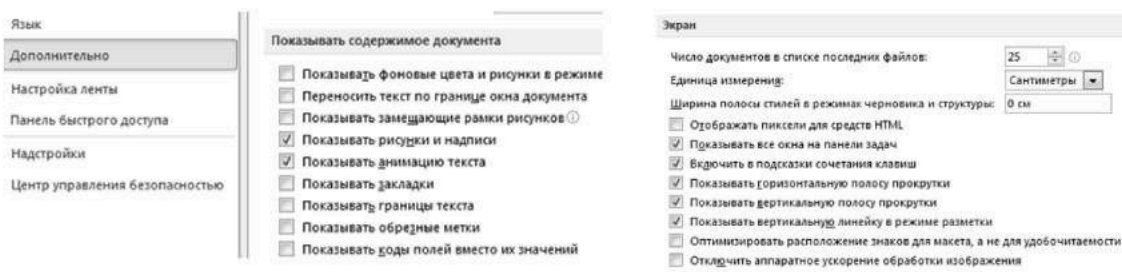 Язык
Дополнительно
Настройка ленты
Панель быстрого доступа
Надстройки
Центр управления безопасностью
Показывать содержимое документа
Показывать фоновые цвета и рисунки в режиме
Переносить текст по границе окна документа
Показывать замещающие рамки рисунков
Показывать рисунки и надписи
Показывать анимацию текста
Показывать закладки
Показывать границы текста
Показывать обрезные метки
Показывать коды полей вместо их значений
Экран
Число документов в списке последних файлов: 25
Единица измерения: Сантиметры
Ширина полосы стилей в режимах черновика и структуры: 0 см
Отображать пиксели для средств HTML
Показывать все окна на панели задач
Включить в подсказки сочетания клавиш
Показывать горизонтальную полосу прокрутки
Показывать вертикальную полосу прокрутки
Показывать вертикальную линейку в режиме разметки
Оптимизировать расположение знаков для макета, а не для удобочитаемости
Отключить аппаратное ускорение обработки изображения